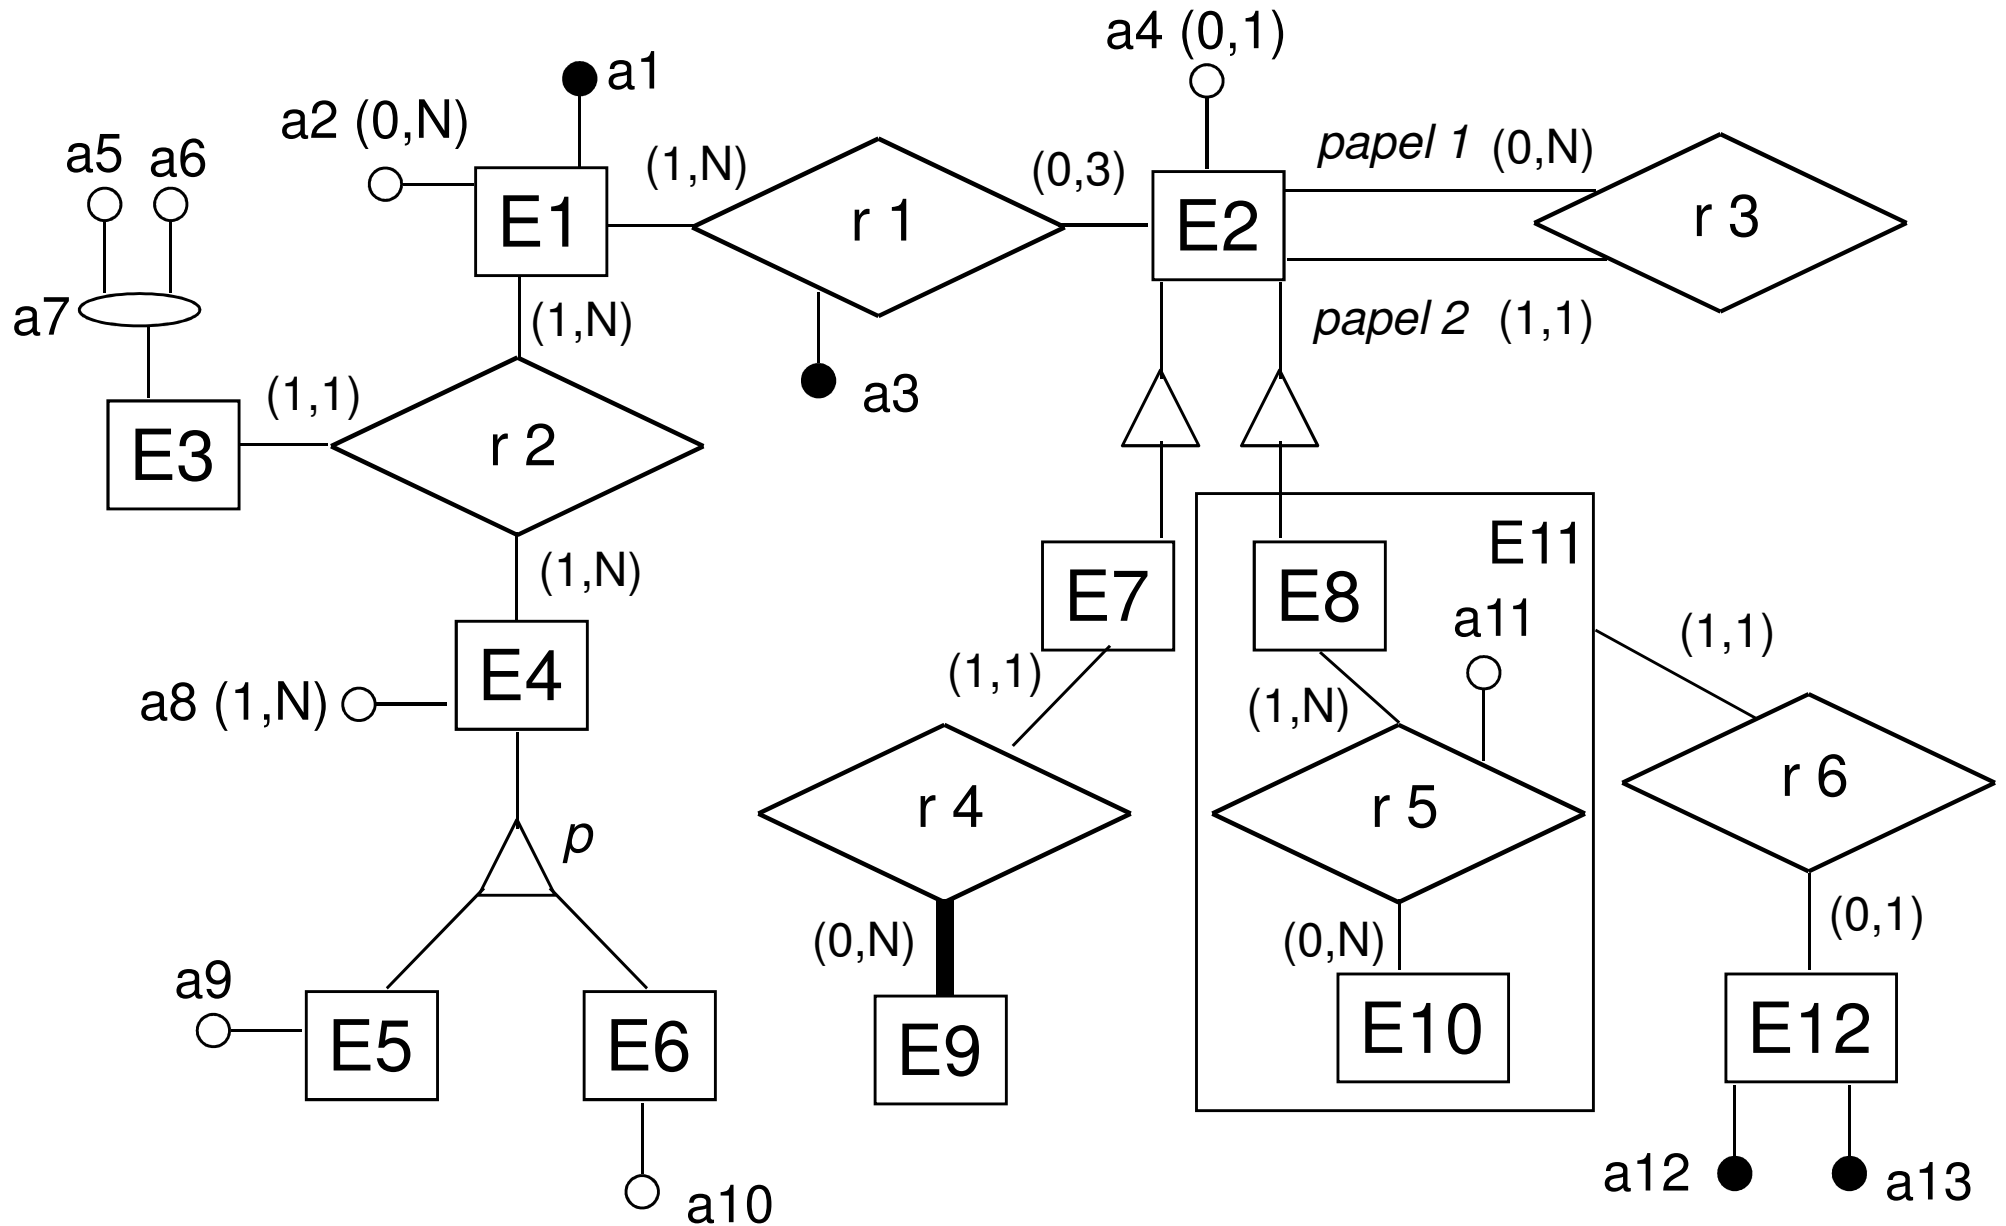 a4 (0,1)
a1
a2 (0,N)
papel 1 (0,N)
a5 a6
(1,N)
(0,3)
E1
r 1
E2
r 3
a7
(1,N)
papel 2 (1,1)
(1,1)
a3
E3
r 2
(1,N)
E11
E7
E8
a11
(1,1)
E4
(1,1)
a8 (1,N)
(1,N)
r 6
r 4
r 5
p
(0,N)
(0,N)
(0,1)
a9
E5
E6
E9
E10
E12
a10
a12
a13